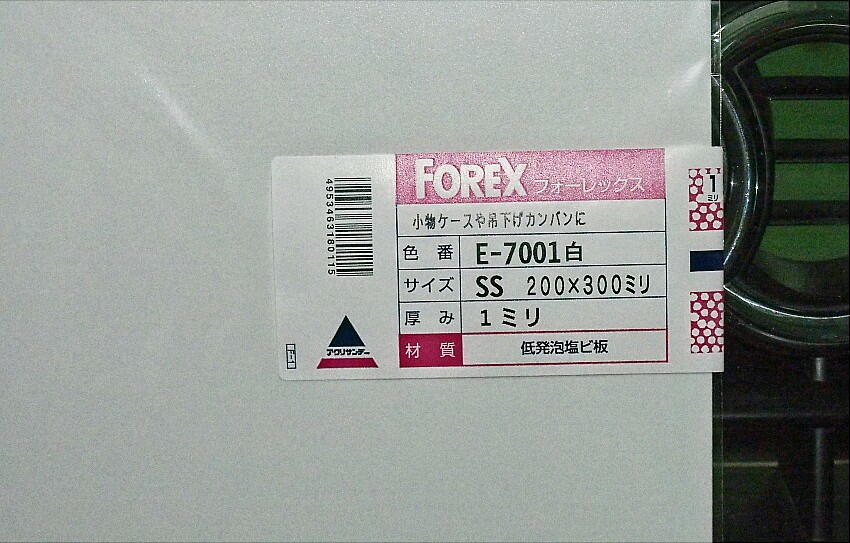 FOREX フォーレックス
小物ケースや吊下げカンバンに
色 番 E-7001白
サイズ SS 200×300ミリ
厚 み 1ミリ
材 質 低発泡塩ビ板
4953463180115
アクリサンデー
1
ミリ